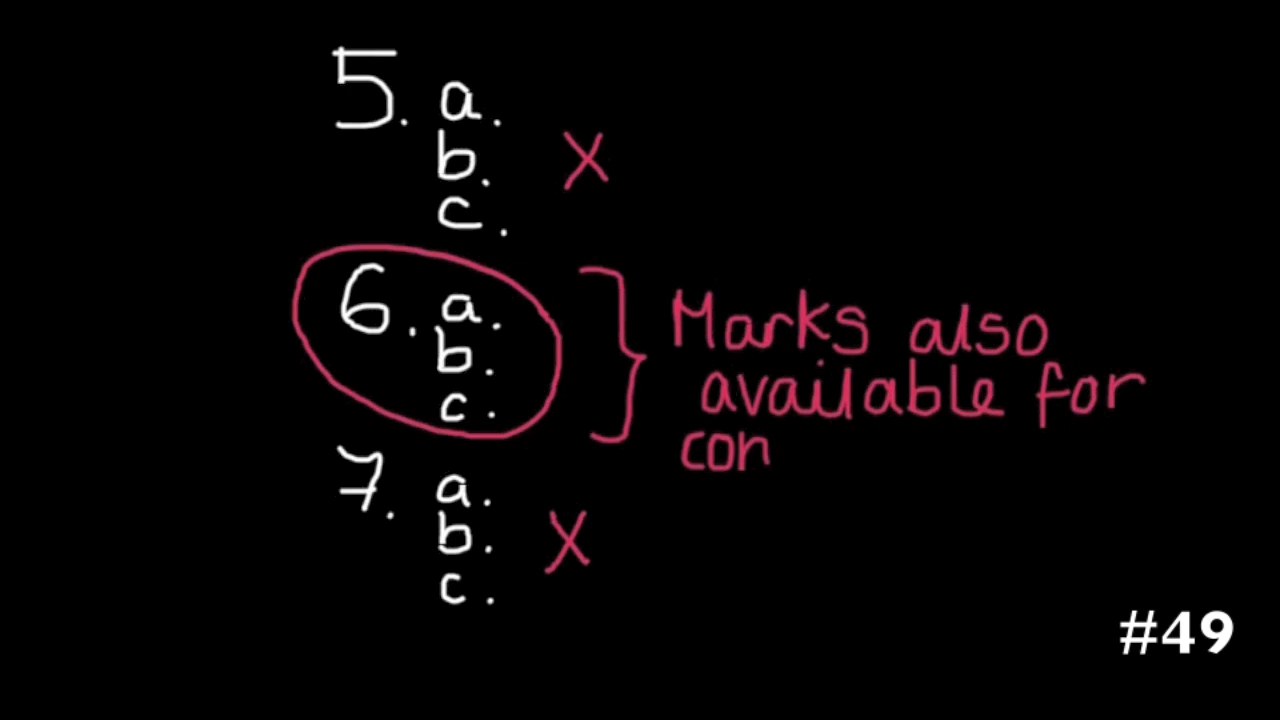 5. a.
b. X
c.
6. a.
b.
c.
Marks also
available for
con
7. a.
b. X
c.
#49